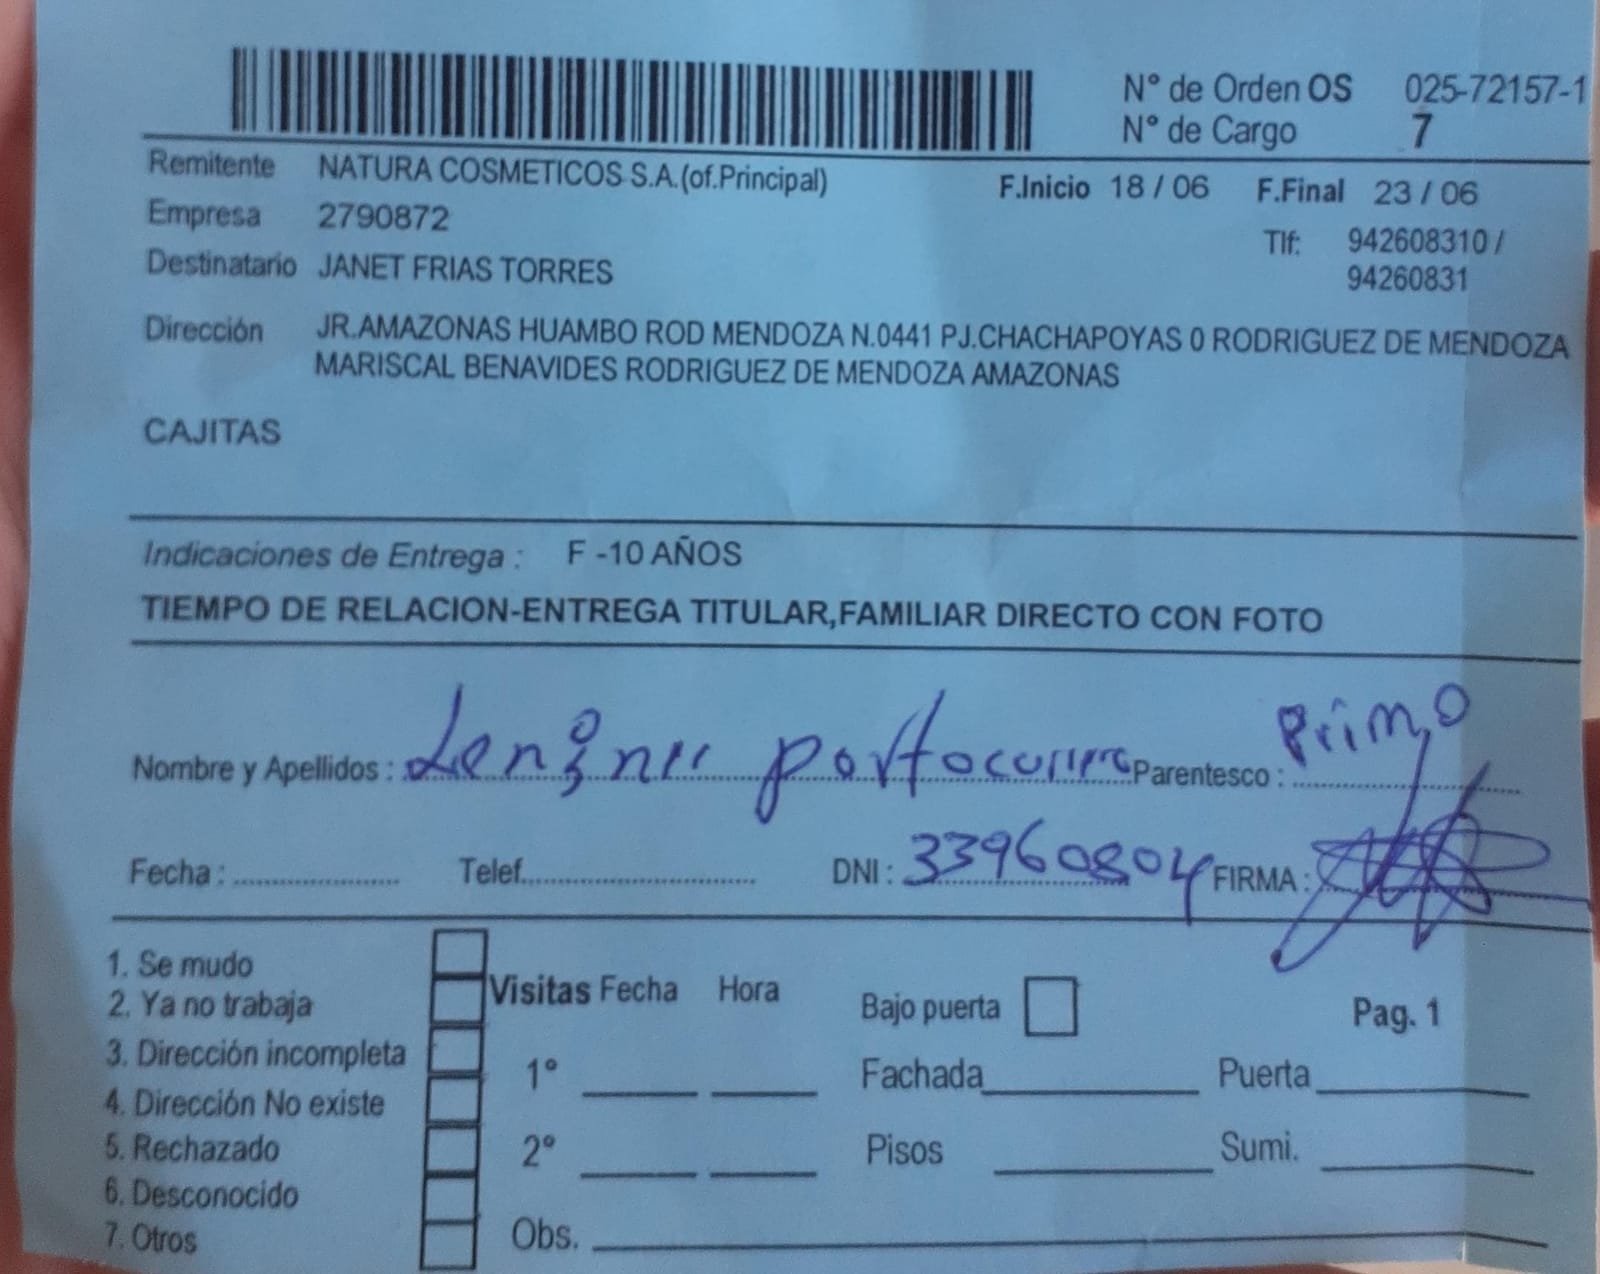 N° de Orden OS 025-72157-1
N° de Cargo 7
Remitente NATURA COSMETICOS S.A.(of.Principal) F.Inicio 18 / 06 F.Final 23 / 06
Empresa 2790872
Tlf: 942608310 /
94260831
Destinatario JANET FRIAS TORRES
Dirección JR.AMAZONAS HUAMBO ROD MENDOZA N.0441 PJ.CHACHAPOYAS 0 RODRIGUEZ DE MENDOZA
MARISCAL BENAVIDES RODRIGUEZ DE MENDOZA AMAZONAS
CAJITAS
Indicaciones de Entrega : F -10 AÑOS
TIEMPO DE RELACION-ENTREGA TITULAR,FAMILIAR DIRECTO CON FOTO
Nombre y Apellidos : Parentesco : Primo
Fecha : Telef. DNI : 33960804 FIRMA :
1. Se mudo
2. Ya no trabaja
3. Dirección incompleta
4. Dirección No existe
5. Rechazado
6. Desconocido
7. Otros
Visitas Fecha Hora
1°
2°
Obs.
Bajo puerta
Pag. 1
Fachada Puerta
Pisos Sumi.